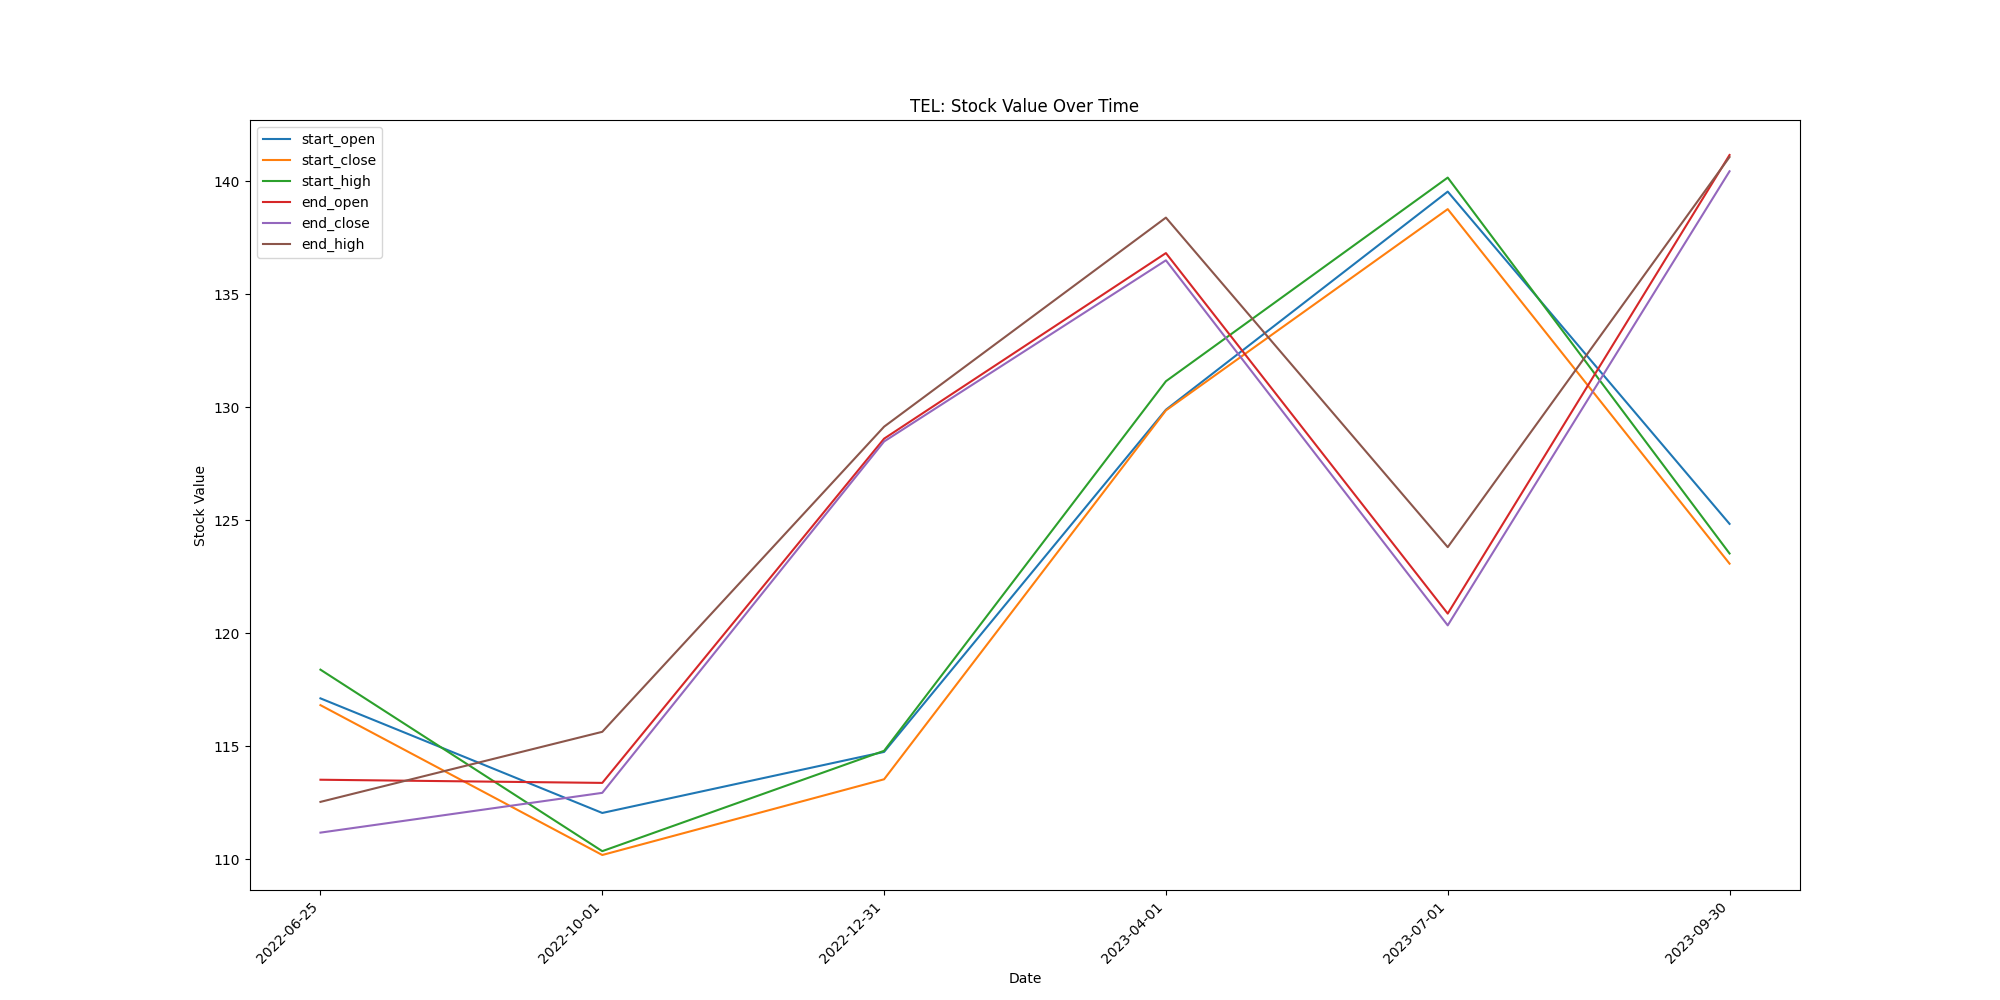 TEL: Stock Value Over Time
start_open
start_close
start_high
end_open
end_close
end_high
140
135
130
125
120
115
110
Stock Value
2022-06-25
2022-10-01
2022-12-31
2023-04-01
2023-07-01
2023-09-30
Date